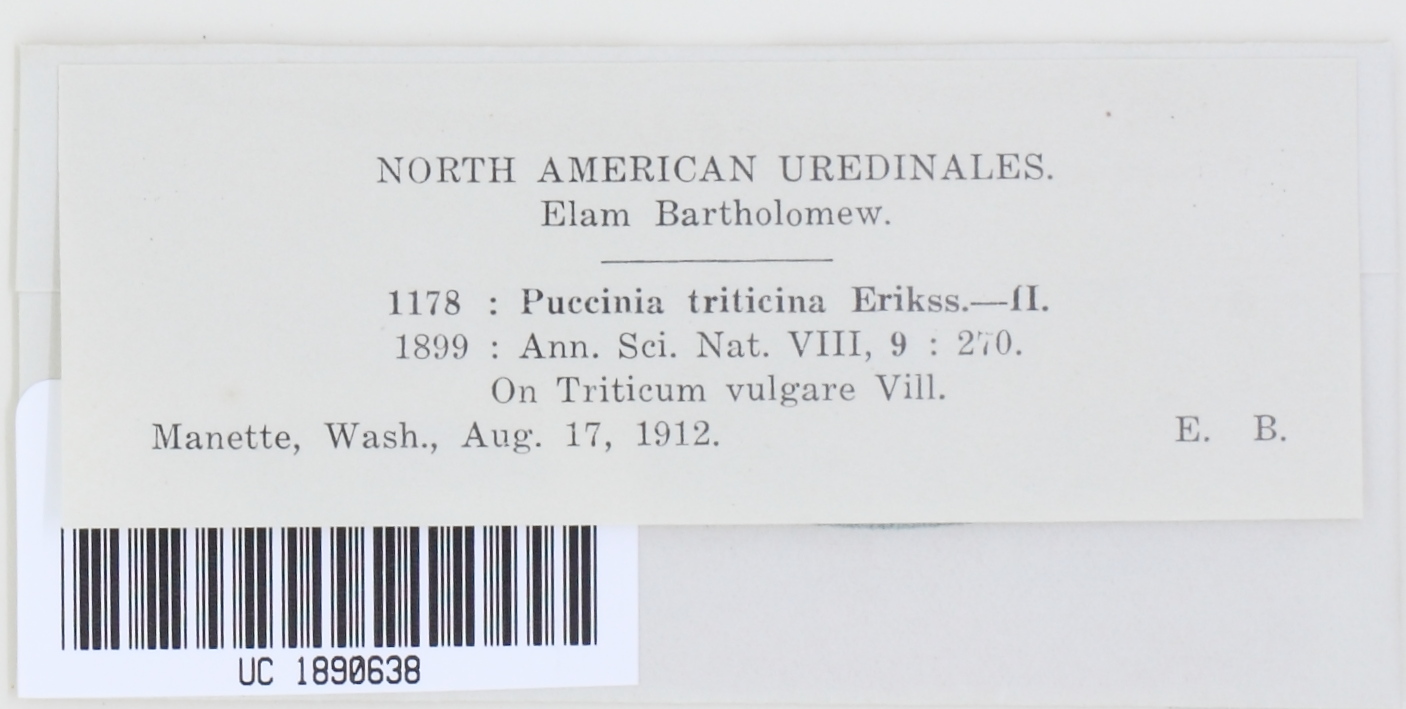 NORTH AMERICAN UREDINALES.
Elam Bartholomew.
1178 : Puccinia triticina Erikss.—II.
1899 : Ann. Sci. Nat. VIII, 9 : 270.
On Triticum vulgare Vill.
Manette, Wash., Aug. 17, 1912. E. B.
UC 1890638